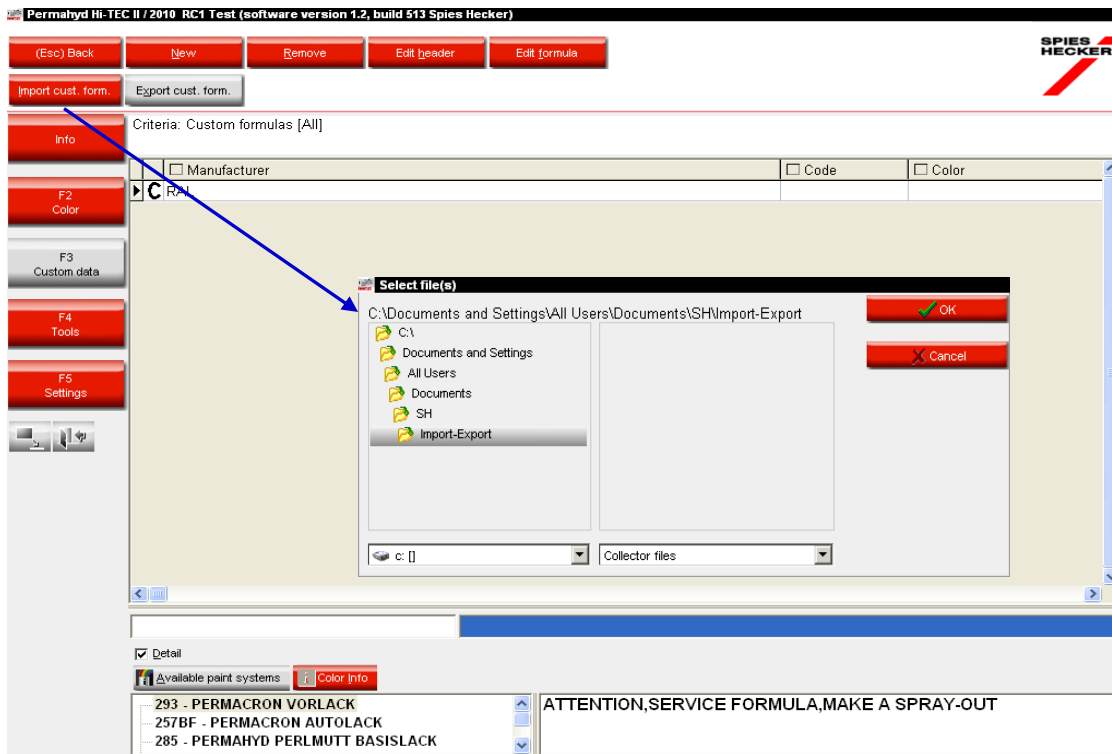 Permahyd Hi-TEC II / 2010 RC1 Test (software version 1.2, build 513 Spies Hecker)
(Esc) Back New Remove Edit header Edit formula
SPIES
HECKER
Import cust. form. Export cust. form.
Info
Criteria: Custom formulas [All]
Manufacturer Code Color
C RAL
F2
Color
F3
Custom data
F4
Tools
F5
Settings
Select file(s)
C:\Documents and Settings\All Users\Documents\SH\Import-Export
OK
Cancel
C:\
Documents and Settings
All Users
Documents
SH
Import-Export
c: []
Collector files
Detail
Available paint systems Color Info
293 - PERMACRON VORLACK
257BF - PERMACRON AUTOLACK
285 - PERMAHYD PERLMUTT BASISLACK
ATTENTION,SERVICE FORMULA,MAKE A SPRAY-OUT